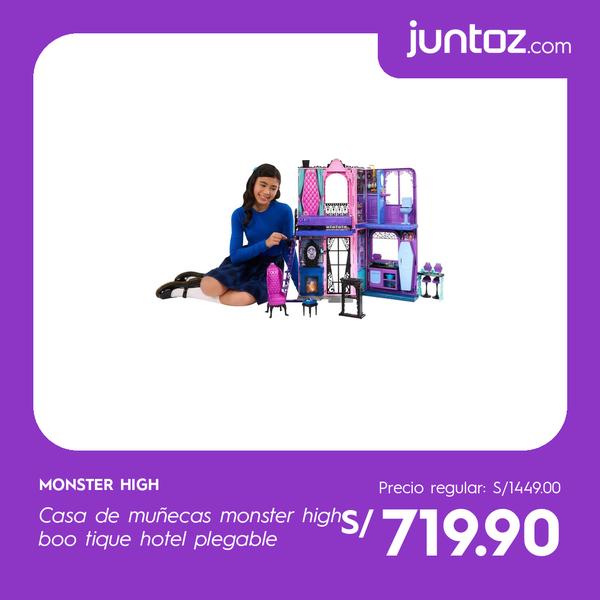 juntoz.com
MONSTER HIGH
Casa de muñecas monster high
boo tique hotel plegable
Precio regular: S/1449.00
S/ 719.90